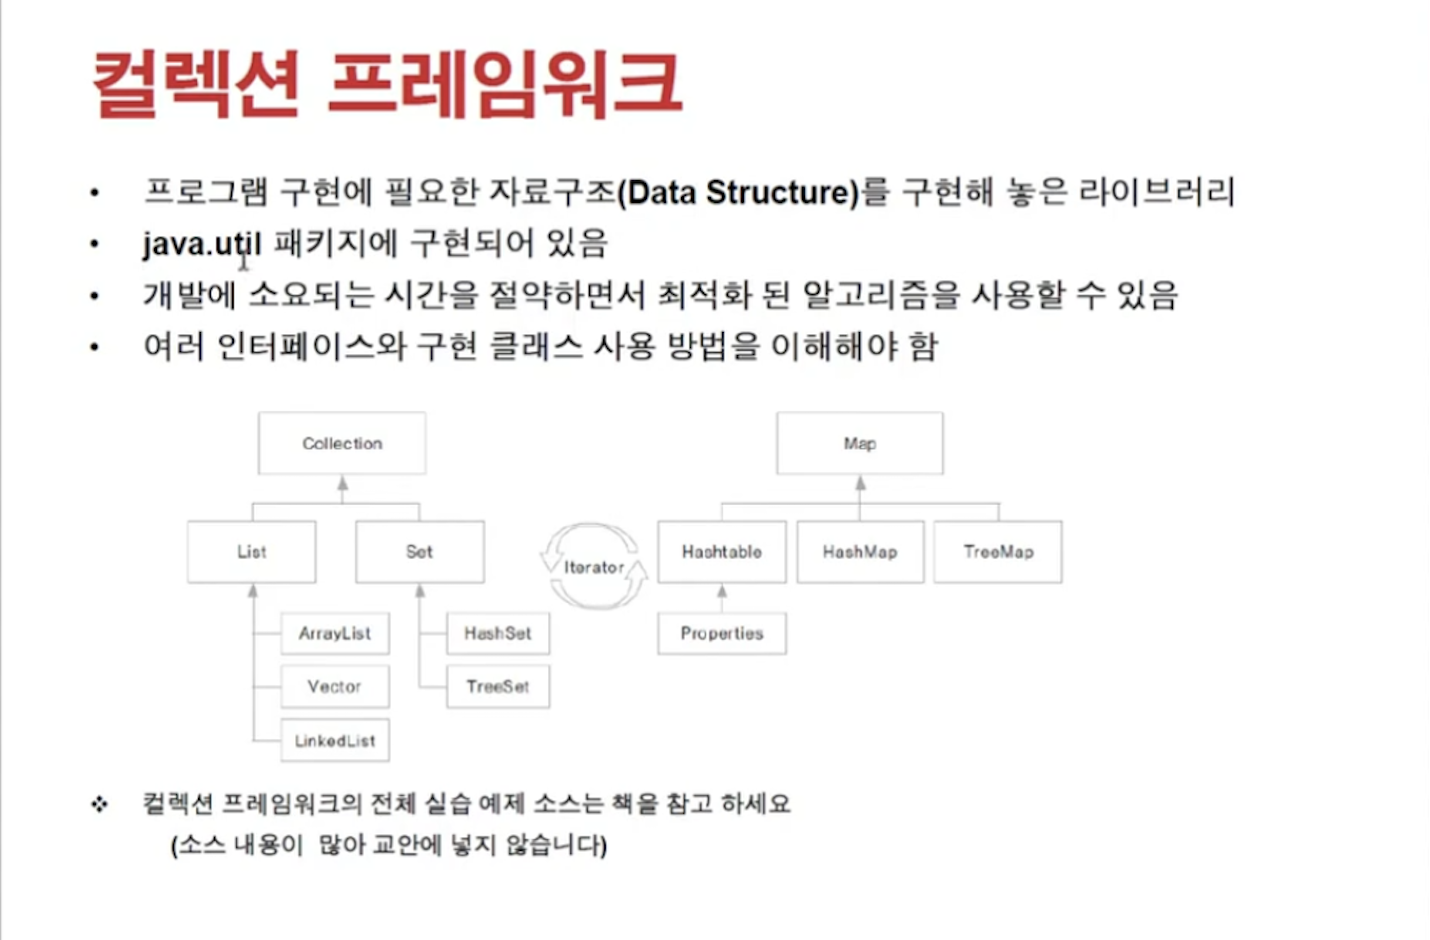 컬렉션 프레임워크
• 프로그램 구현에 필요한 자료구조(Data Structure)를 구현해 놓은 라이브러리
• java.util 패키지에 구현되어 있음
• 개발에 소요되는 시간을 절약하면서 최적화 된 알고리즘을 사용할 수 있음
• 여러 인터페이스와 구현 클래스 사용 방법을 이해해야 함
Collection
Map
List
Set
Iterator
Hashtable
HashMap
TreeMap
ArrayList
HashSet
Properties
Vector
TreeSet
LinkedList
❖ 컬렉션 프레임워크의 전체 실습 예제 소스는 책을 참고 하세요
(소스 내용이 많아 교안에 넣지 않습니다)